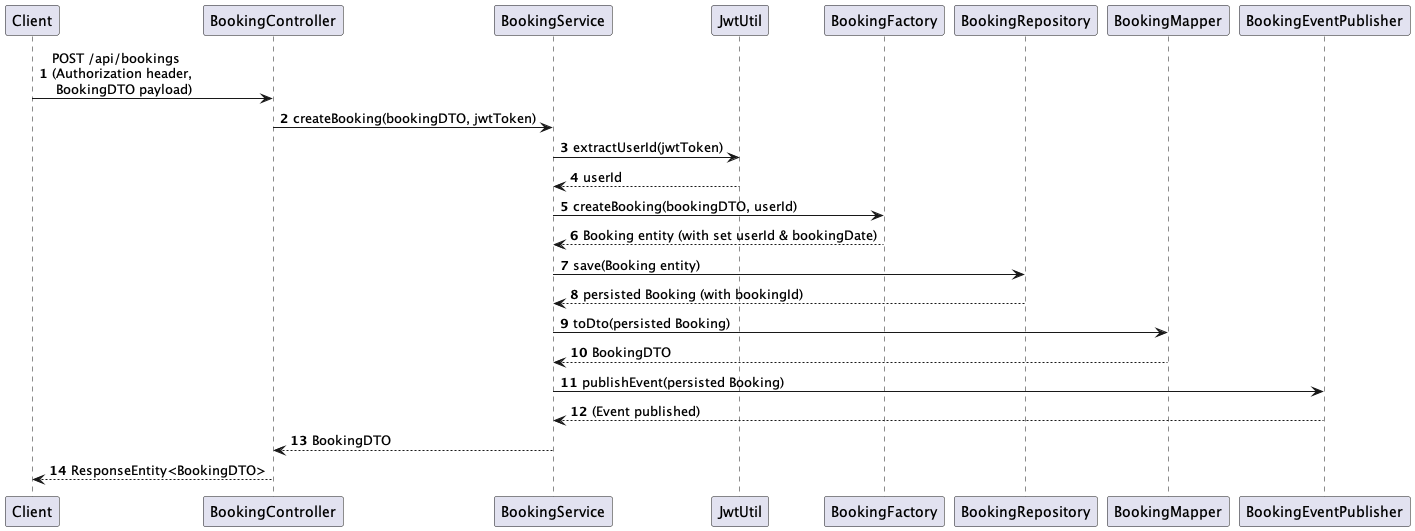 Client
BookingController
BookingService
JwtUtil
BookingFactory
BookingRepository
BookingMapper
BookingEventPublisher
POST /api/bookings
1 (Authorization header,
BookingDTO payload)
2 createBooking(bookingDTO, jwtToken)
3 extractUserId(jwtToken)
4 userId
5 createBooking(bookingDTO, userId)
6 Booking entity (with set userId & bookingDate)
7 save(Booking entity)
8 persisted Booking (with bookingId)
9 toDto(persisted Booking)
10 BookingDTO
11 publishEvent(persisted Booking)
12 (Event published)
13 BookingDTO
14 ResponseEntity<BookingDTO>
Client
BookingController
BookingService
JwtUtil
BookingFactory
BookingRepository
BookingMapper
BookingEventPublisher